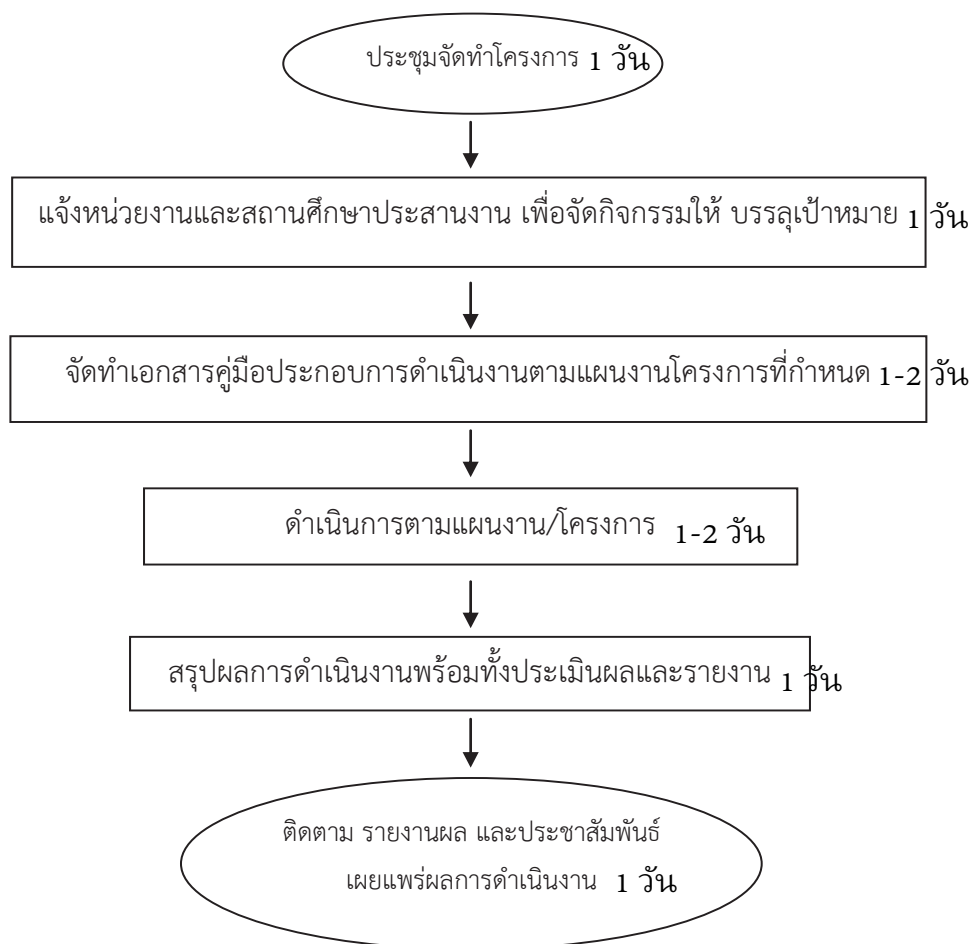 ประชุมจัดทำโครงการ 1 วัน
แจ้งหน่วยงานและสถานศึกษาประสานงาน เพื่อจัดกิจกรรมให้ บรรลุเป้าหมาย 1 วัน
จัดทำเอกสารคู่มือประกอบการดำเนินงานตามแผนงานโครงการที่กำหนด 1-2 วัน
ดำเนินการตามแผนงาน/โครงการ 1-2 วัน
สรุปผลการดำเนินงานพร้อมทั้งประเมินผลและรายงาน 1 วัน
ติดตาม รายงานผล และประชาสัมพันธ์
เผยแพร่ผลการดำเนินงาน 1 วัน